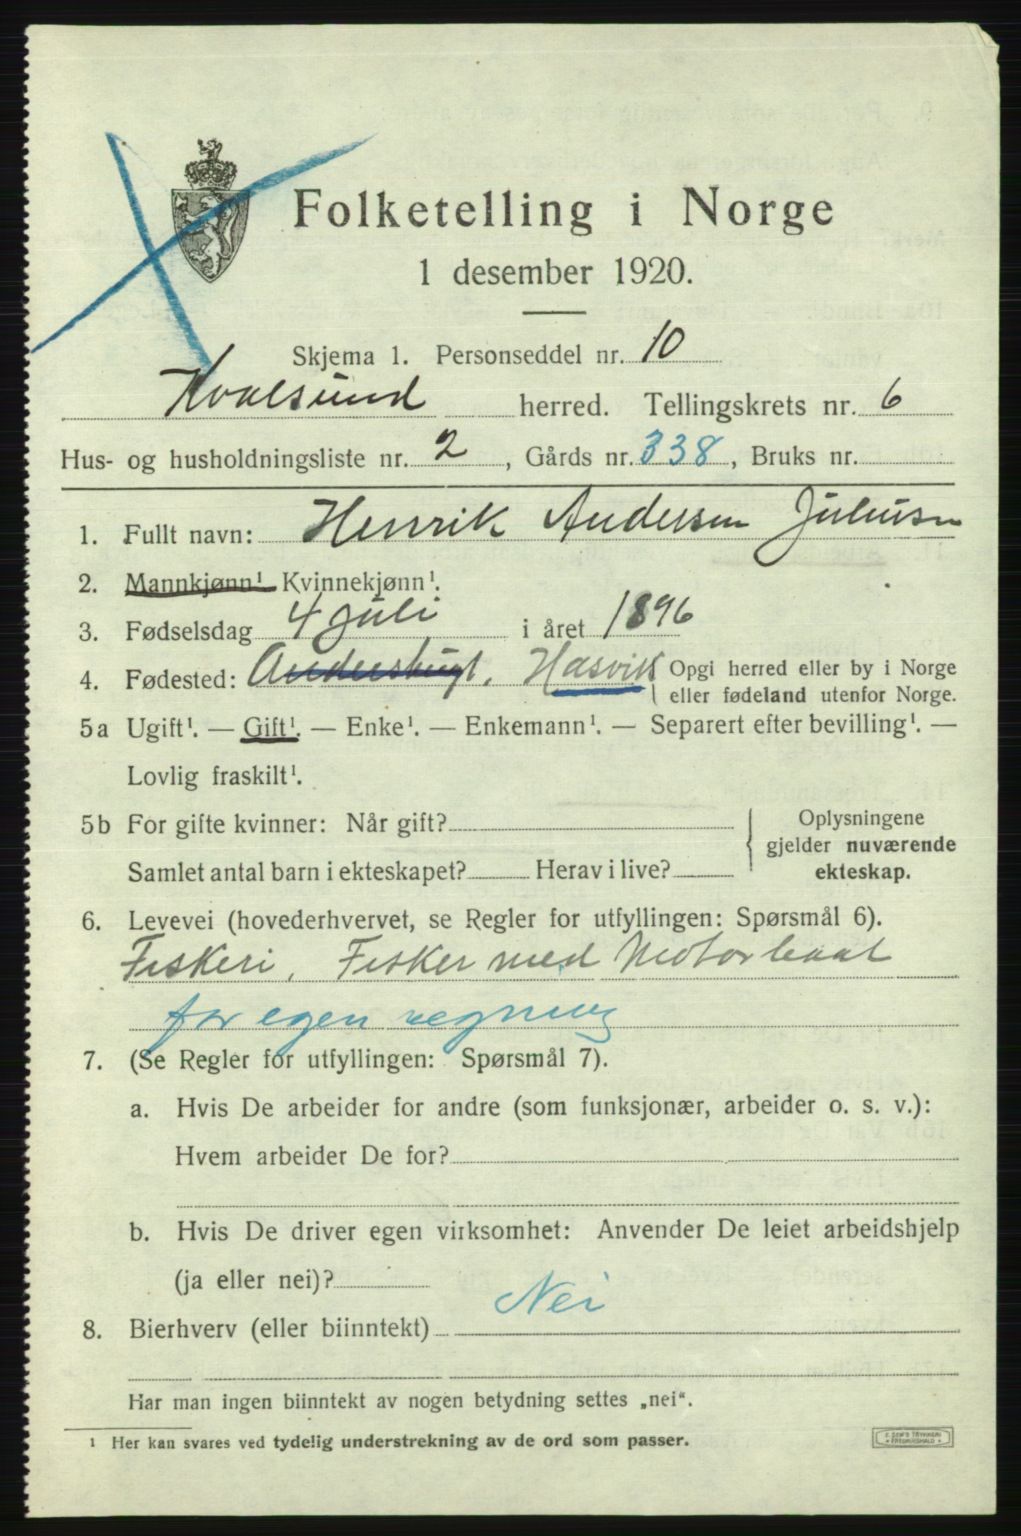 Folketelling i Norge
1 desember 1920.
Skjema 1. Personseddel nr. 10
Kvalsund herred. Tellingskrets nr. 6
Hus- og husholdningsliste nr. 2, Gårds nr. 338, Bruks nr.
1. Fullt navn: Henrik Andersen Juliusen
2. Mannkjønn¹ Kvinnekjønn¹.
3. Fødselsdag 4 juli i året 1896
4. Fødested: Andersbugt, Hasvik Opgi herred eller by i Norge
eller fødeland utenfor Norge.
5a Ugift¹. — Gift¹. — Enke¹. — Enkemann¹. — Separert efter bevilling¹. —
Lovlig fraskilt¹.
5b For gifte kvinner: Når gift? Oplysningene
gjelder nuværende
Samlet antal barn i ekteskapet? Herav i live? ekteskap.
6. Levevei (hovederhvervet, se Regler for utfyllingen: Spørsmål 6).
Fiskeri, Fisker med Motorbaat
for egen regning
7. (Se Regler for utfyllingen: Spørsmål 7).
a. Hvis De arbeider for andre (som funksjonær, arbeider o. s. v.):
Hvem arbeider De for?
b. Hvis De driver egen virksomhet: Anvender De leiet arbeidshjelp
(ja eller nei)?
8. Bierhverv (eller biinntekt) Nei
Har man ingen biinntekt av nogen betydning settes „nei“.
¹ Her kan svares ved tydelig understrekning av de ord som passer.